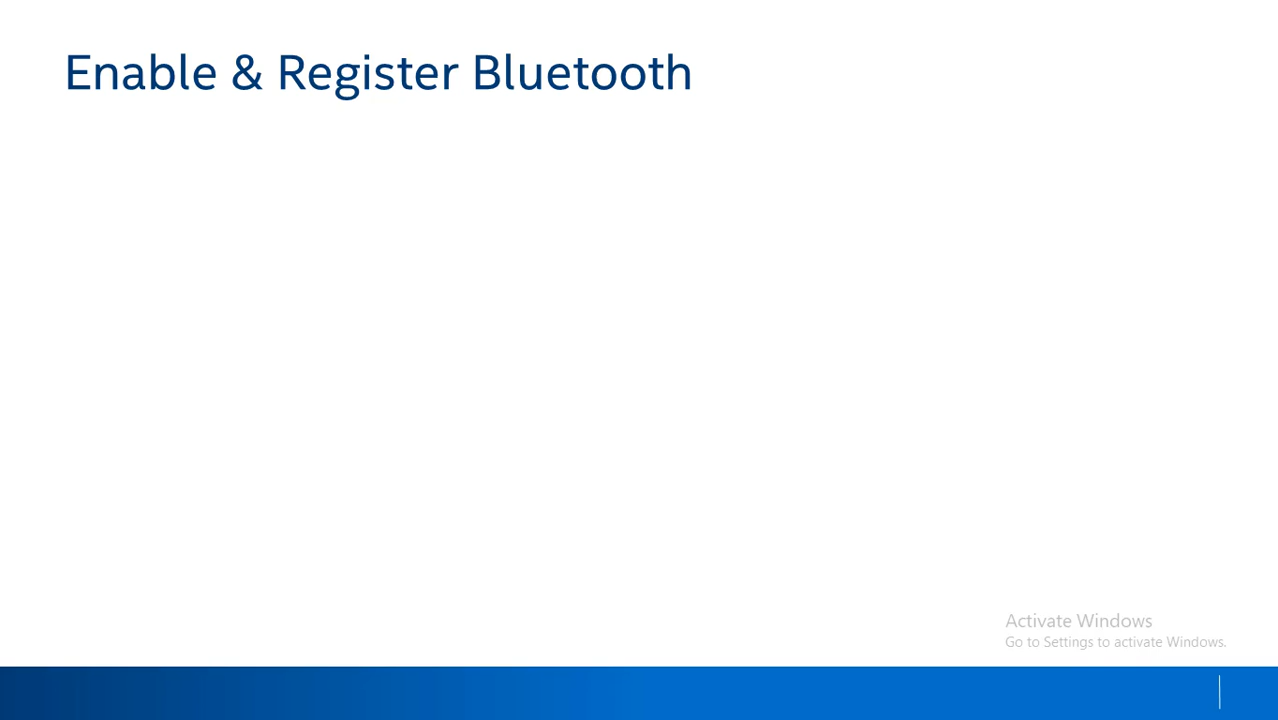 Enable & Register Bluetooth
Activate Windows
Go to Settings to activate Windows.